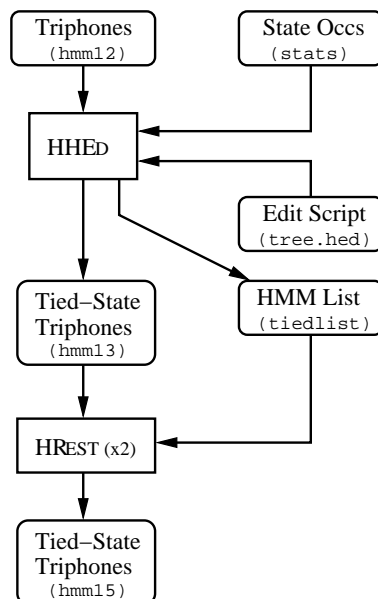 Triphones
(hmm12)
State Occs
(stats)
HHED
Edit Script
(tree.hed)
Tied–State
Triphones
(hmm13)
HMM List
(tiedlist)
HREST (x2)
Tied–State
Triphones
(hmm15)